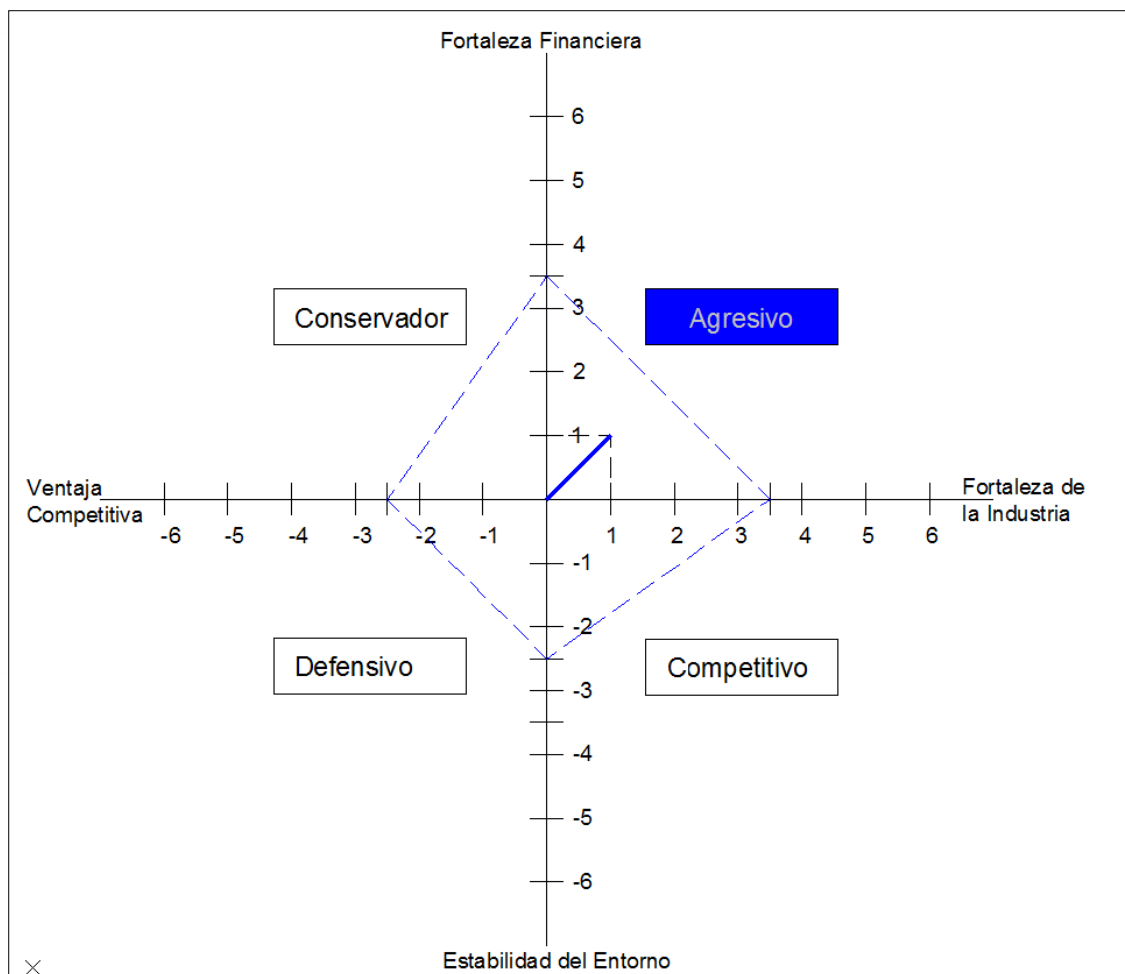 Fortaleza Financiera
6
5
4
Conservador
3
Agresivo
2
1
Ventaja
Competitiva
Fortaleza de
la Industria
-6 -5 -4 -3 -2 -1 1 2 3 4 5 6
-1
-2
Defensivo
Competitivo
-3
-4
-5
-6
Estabilidad del Entorno